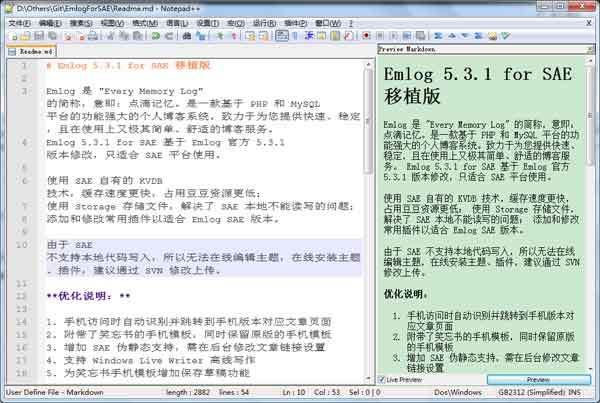 D:\Others\Git\EmlogForSAE\Readme.md - Notepad++
文件(F) 编辑(E) 搜索(S) 视图(V) 格式(M) 语言(L) 设置(T) 宏(O) 运行(R) 插件(P) 窗口(W) ?
Readme.md
1 # Emlog 5.3.1 for SAE 移植版
2
3 Emlog 是 "Every Memory Log"
的简称，意即：点滴记忆。是一款基于 PHP 和 MySQL
平台的功能强大的个人博客系统。致力于为您提供快速、稳定
，且在使用上又极其简单、舒适的博客服务。
4 Emlog 5.3.1 for SAE 基于 Emlog 官方 5.3.1
版本修改，只适合 SAE 平台使用。
5
6 使用 SAE 自有的 KVDB
技术，缓存速度更快，占用豆豆资源更低；
7 使用 Storage 存储文件，解决了 SAE 本地不能读写的问题；
8 添加和修改常用插件以适合 Emlog SAE 版本。
9
10 由于 SAE
不支持本地代码写入，所以无法在线编辑主题，在线安装主题
、插件，建议通过 SVN 修改上传。
11
12 **优化说明：**
13
14 1. 手机访问时自动识别并跳转到手机版本对应文章页面
15 2. 附带了笑忘书的手机模板，同时保留原版的手机模板
16 3. 增加 SAE 伪静态支持，需在后台修改文章链接设置
17 4. 支持 Windows Live Writer 离线写作
18 5. 为笑忘书手机模板增加保存草稿功能
Preview Markdown
Emlog 5.3.1 for SAE
移植版
Emlog 是 "Every Memory Log" 的简称，意即：
点滴记忆。是一款基于 PHP 和 MySQL 平台的功
能强大的个人博客系统。致力于为您提供快速、
稳定，且在使用上又极其简单、舒适的博客服
务。 Emlog 5.3.1 for SAE 基于 Emlog 官方
5.3.1 版本修改，只适合 SAE 平台使用。
使用 SAE 自有的 KVDB 技术，缓存速度更快，
占用豆豆资源更低； 使用 Storage 存储文件，
解决了 SAE 本地不能读写的问题； 添加和修改
常用插件以适合 Emlog SAE 版本。
由于 SAE 不支持本地代码写入，所以无法在线
编辑主题，在线安装主题、插件，建议通过 SVN
修改上传。
优化说明：
1. 手机访问时自动识别并跳转到手机版本对
应文章页面
2. 附带了笑忘书的手机模板，同时保留原版
的手机模板
3. 增加 SAE 伪静态支持，需在后台修改文章
链接设置
Live Preview
Preview
User Define File - Markdown length : 2882 lines : 54 Ln : 10 Col : 53 Sel : 0 | 0 Dos\Windows GB2312 (Simplified) INS